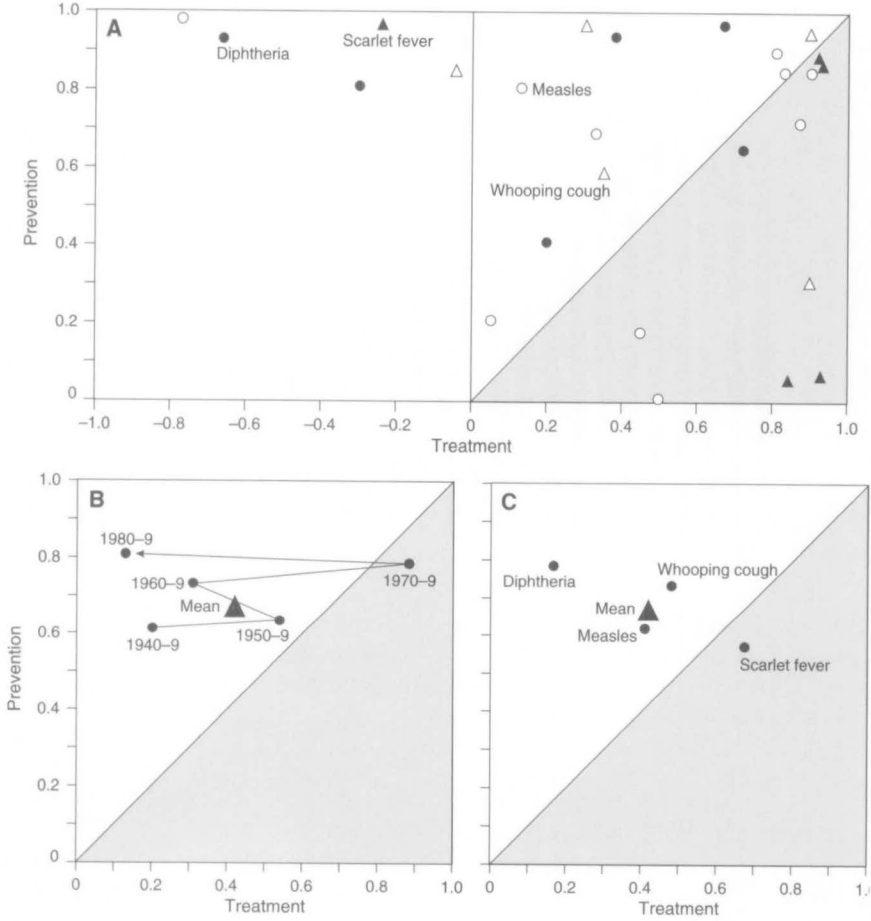 A
1.0
0.8
0.6
0.4
0.2
0
Prevention
Diphtheria
Scarlet fever
Measles
Whooping cough
–1.0 –0.8 –0.6 –0.4 –0.2 0 0.2 0.4 0.6 0.8 1.0
Treatment
B
1.0
0.8
0.6
0.4
0.2
0
Prevention
1980–9
1960–9
1970–9
Mean
1940–9
1950–9
0 0.2 0.4 0.6 0.8 1.0
Treatment
C
Diphtheria
Whooping cough
Mean
Measles
Scarlet fever
0 0.2 0.4 0.6 0.8 1.
Treatment